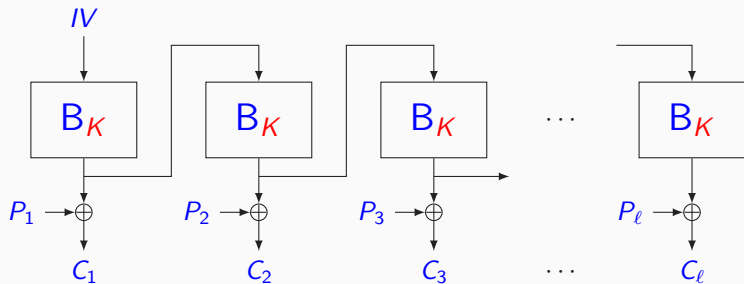 IV
B_K B_K B_K ... B_K
P_1 P_2 P_3 P_ℓ
C_1 C_2 C_3 ... C_ℓ